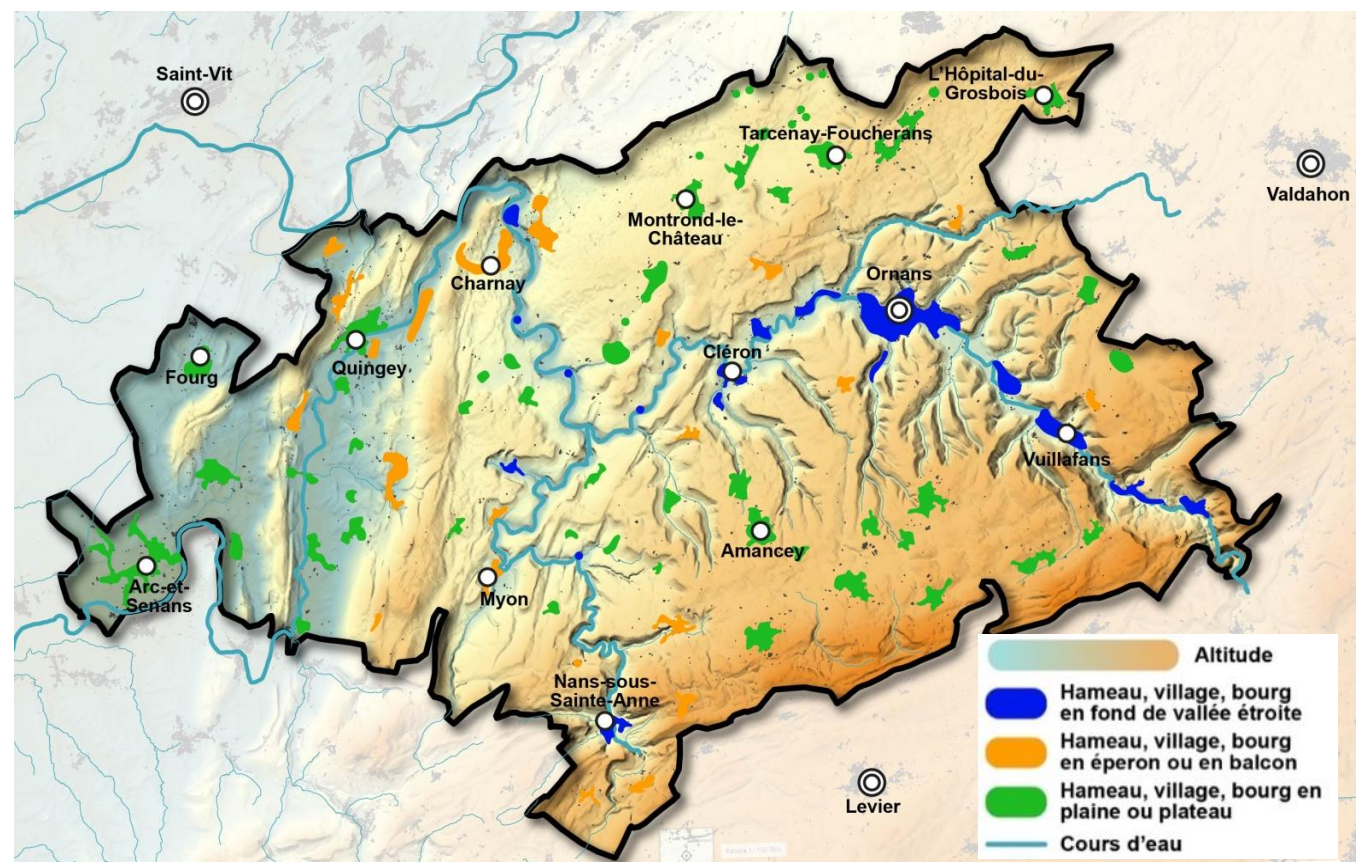 Saint-Vit
L'Hôpital-du-
Grosbois
Tarcenay-Foucherans
Valdahon
Montrond-le-
Château
Charnay
Ornans
Cléron
Fourg
Quingey
Vuillafans
Amancey
Arc-et-
Senans
Myon
Nans-sous-
Sainte-Anne
Levier
Altitude
Hameau, village, bourg
en fond de vallée étroite
Hameau, village, bourg
en éperon ou en balcon
Hameau, village, bourg en
plaine ou plateau
Cours d'eau